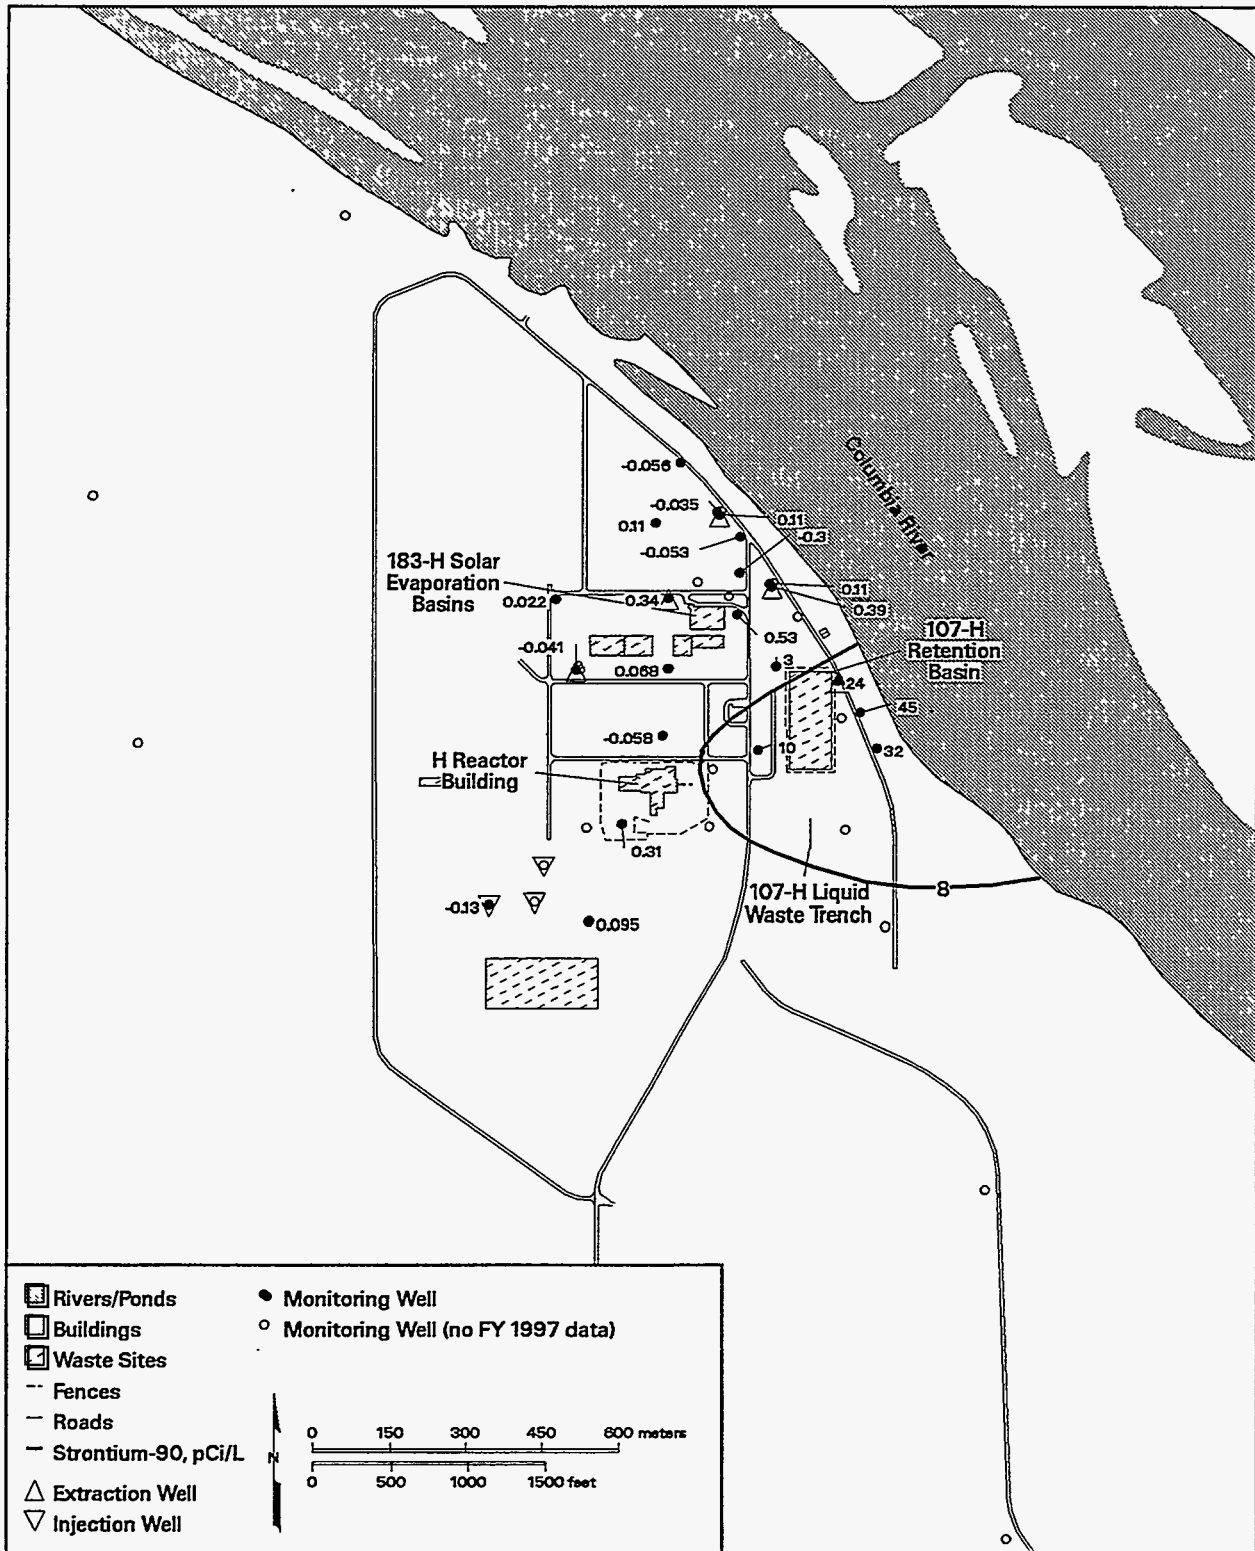 -0.056
-0.035
0.11
0.11
-0.3
-0.053
Columbia River
183-H Solar
Evaporation
Basins
0.022
0.34
0.11
0.39
0.53
107-H
Retention
Basin
-0.041
0.068
3
24
45
-0.058
10
32
H Reactor
Building
0.31
107-H Liquid
Waste Trench
8
-0.13
0.095
Rivers/Ponds
Buildings
Waste Sites
Fences
Roads
Strontium-90, pCi/L
Extraction Well
Injection Well
Monitoring Well
Monitoring Well (no FY 1997 data)
N
0 150 300 450 600 meters
0 500 1000 1500 feet